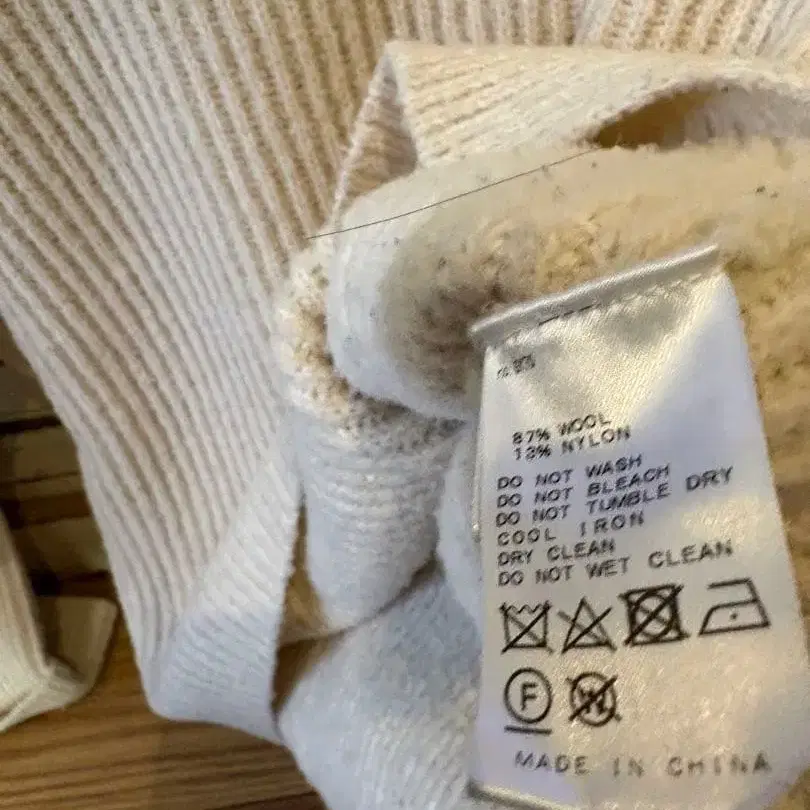 87% WOOL
13% NYLON
DO NOT WASH
DO NOT BLEACH
DO NOT TUMBLE DRY
COOL IRON
DRY CLEAN
DO NOT WET CLEAN
F
W
MADE IN CHINA